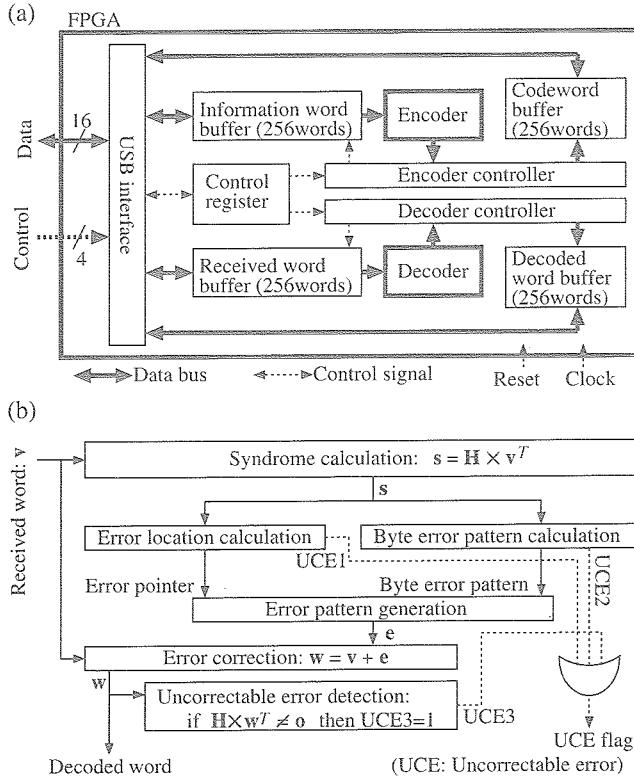 (a)
FPGA
Data
16
Control
4
USB interface
Information word
buffer (256words)
Encoder
Codeword
buffer
(256words)
Control
register
Encoder controller
Decoder controller
Received word
buffer (256words)
Decoder
Decoded
word buffer
(256words)
Data bus
Control signal
Reset
Clock
(b)
Received word: v
Syndrome calculation: s = H × v^T
s
Error location calculation
Byte error pattern calculation
UCE1
UCE2
Error pointer
Byte error pattern
Error pattern generation
e
Error correction: w = v + e
w
Uncorrectable error detection:
if H×w^T ≠ o then UCE3=1
UCE3
UCE flag
Decoded word
(UCE: Uncorrectable error)